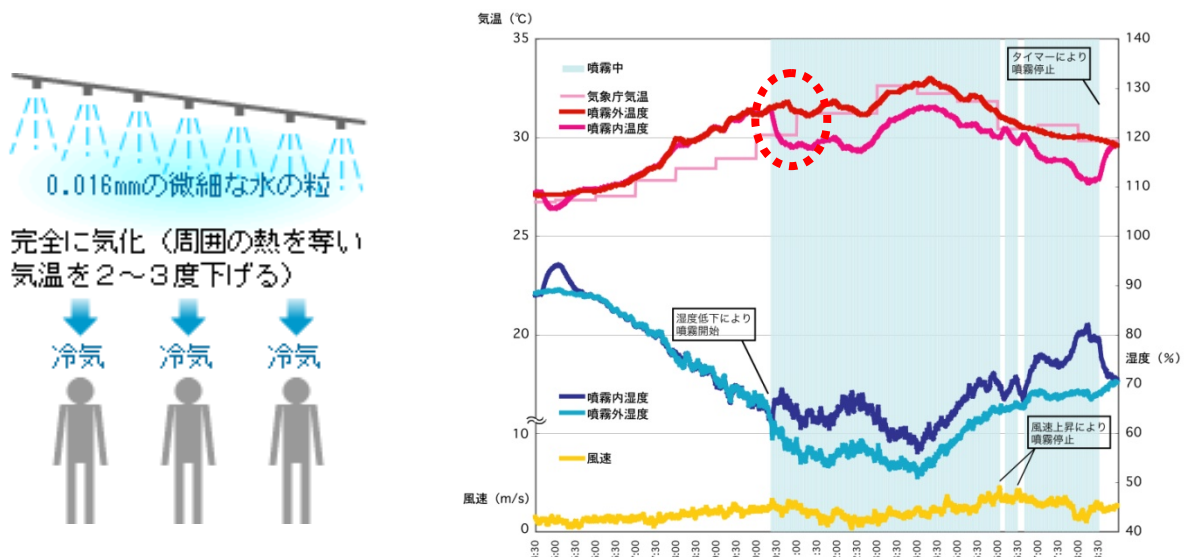 0.016mmの微細な水の粒
完全に気化（周囲の熱を奪い
気温を２～３度下げる）
冷気
冷気
冷気
気温（℃）
35
30
25
20
10
0
風速（m/s）
噴霧中
気象庁気温
噴霧外温度
噴霧内温度
湿度低下により
噴霧開始
噴霧内湿度
噴霧外湿度
風速
タイマーにより
噴霧停止
風速上昇により
噴霧停止
140
130
120
110
100
90
80
湿度（%）
70
60
50
40